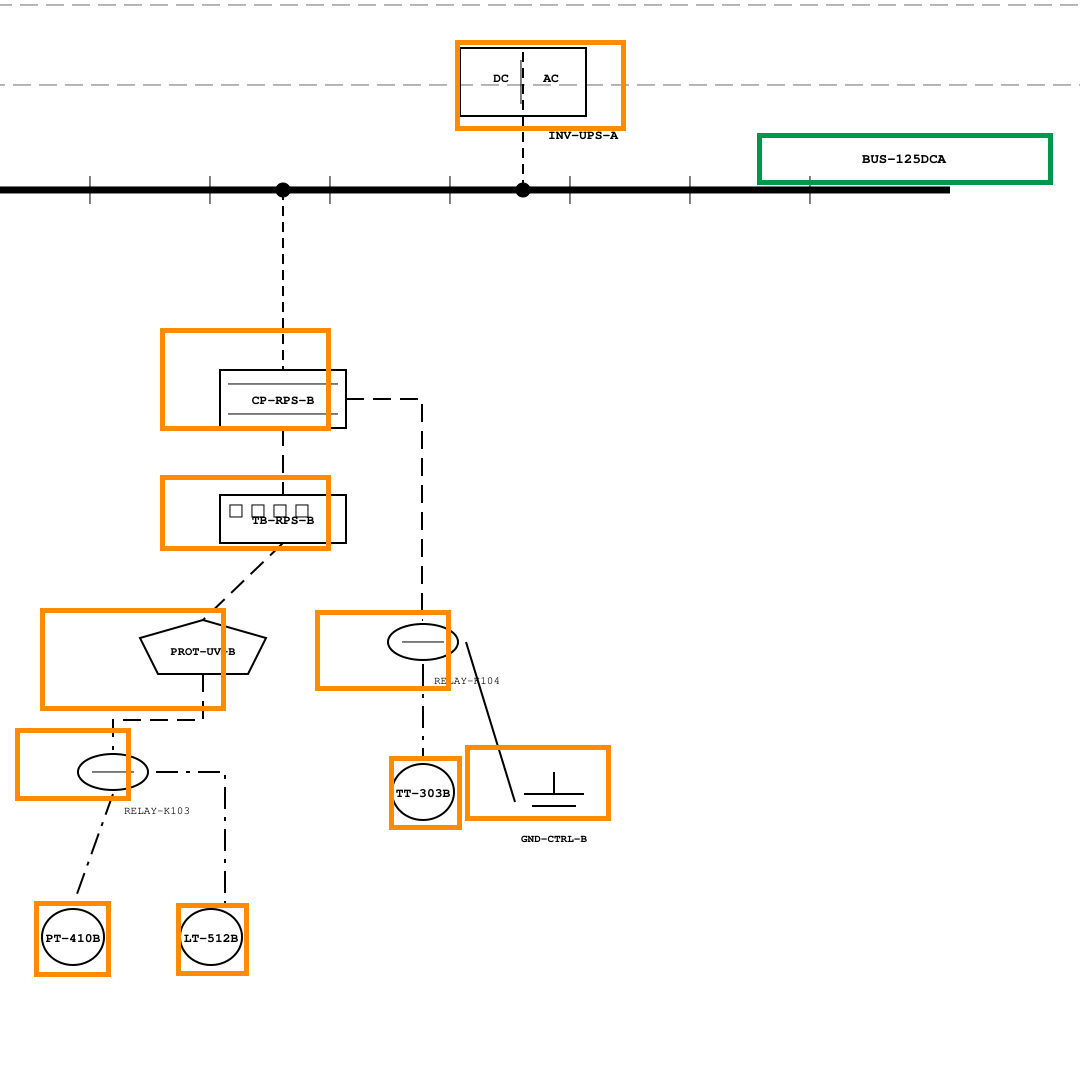 DC AC
INV-UPS-A
BUS-125DCA
CP-RPS-B
TB-RPS-B
PROT-UV-B
RELAY-K104
TT-303B
RELAY-K103
GND-CTRL-B
PT-410B
LT-512B